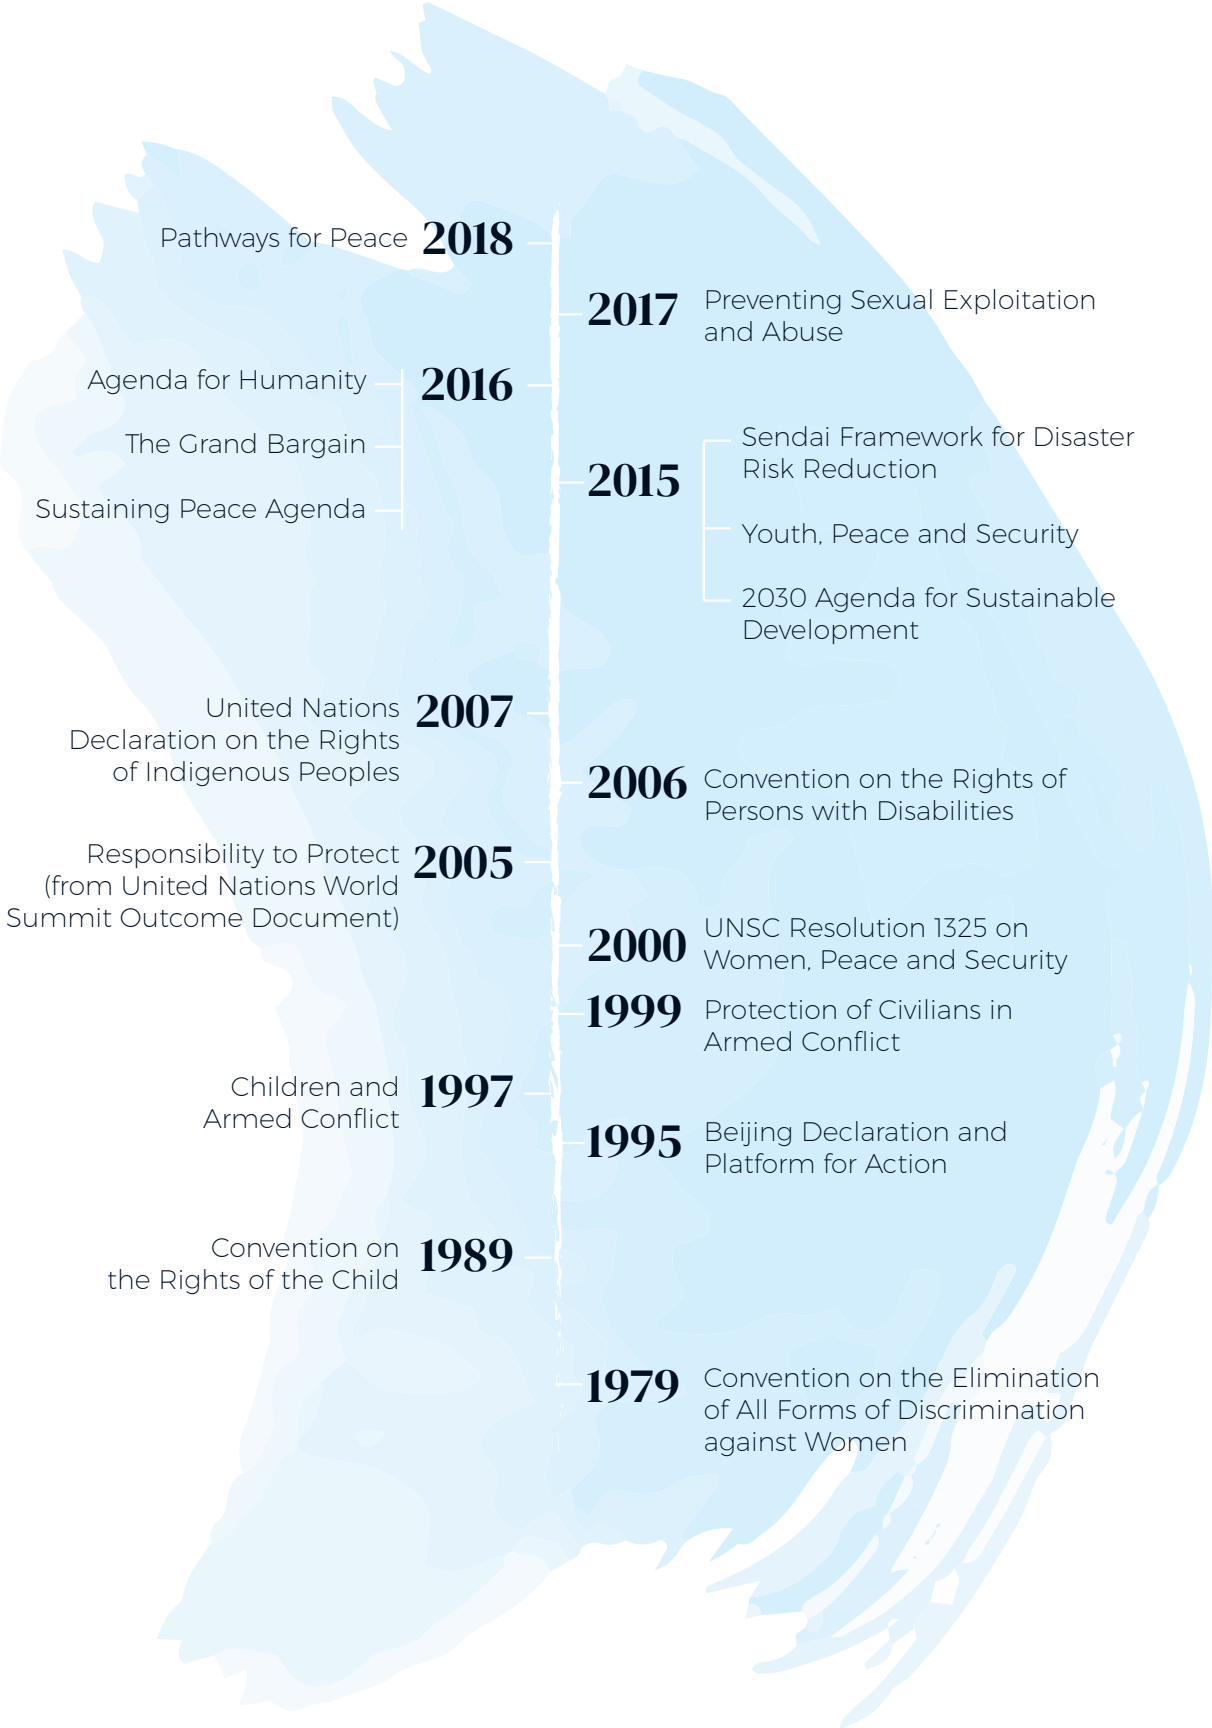 Pathways for Peace 2018
2017 Preventing Sexual Exploitation
and Abuse
2016
Agenda for Humanity
The Grand Bargain
Sustaining Peace Agenda
2015
Sendai Framework for Disaster
Risk Reduction
Youth, Peace and Security
2030 Agenda for Sustainable
Development
2007
United Nations
Declaration on the Rights
of Indigenous Peoples
2006
Convention on the Rights of
Persons with Disabilities
2005
Responsibility to Protect
(from United Nations World
Summit Outcome Document)
2000
UNSC Resolution 1325 on
Women, Peace and Security
1999
Protection of Civilians in
Armed Conflict
1997
Children and
Armed Conflict
1995
Beijing Declaration and
Platform for Action
1989
Convention on
the Rights of the Child
1979
Convention on the Elimination
of All Forms of Discrimination
against Women